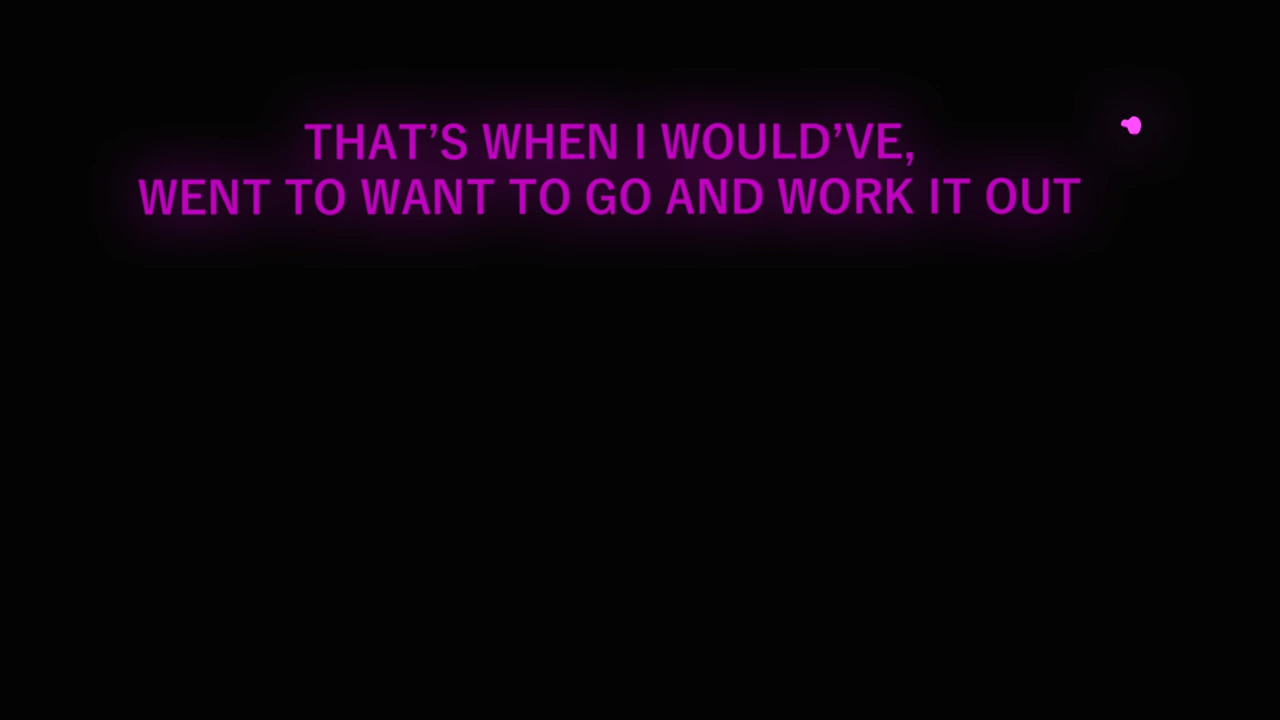 THAT’S WHEN I WOULD’VE,
WENT TO WANT TO GO AND WORK IT OUT